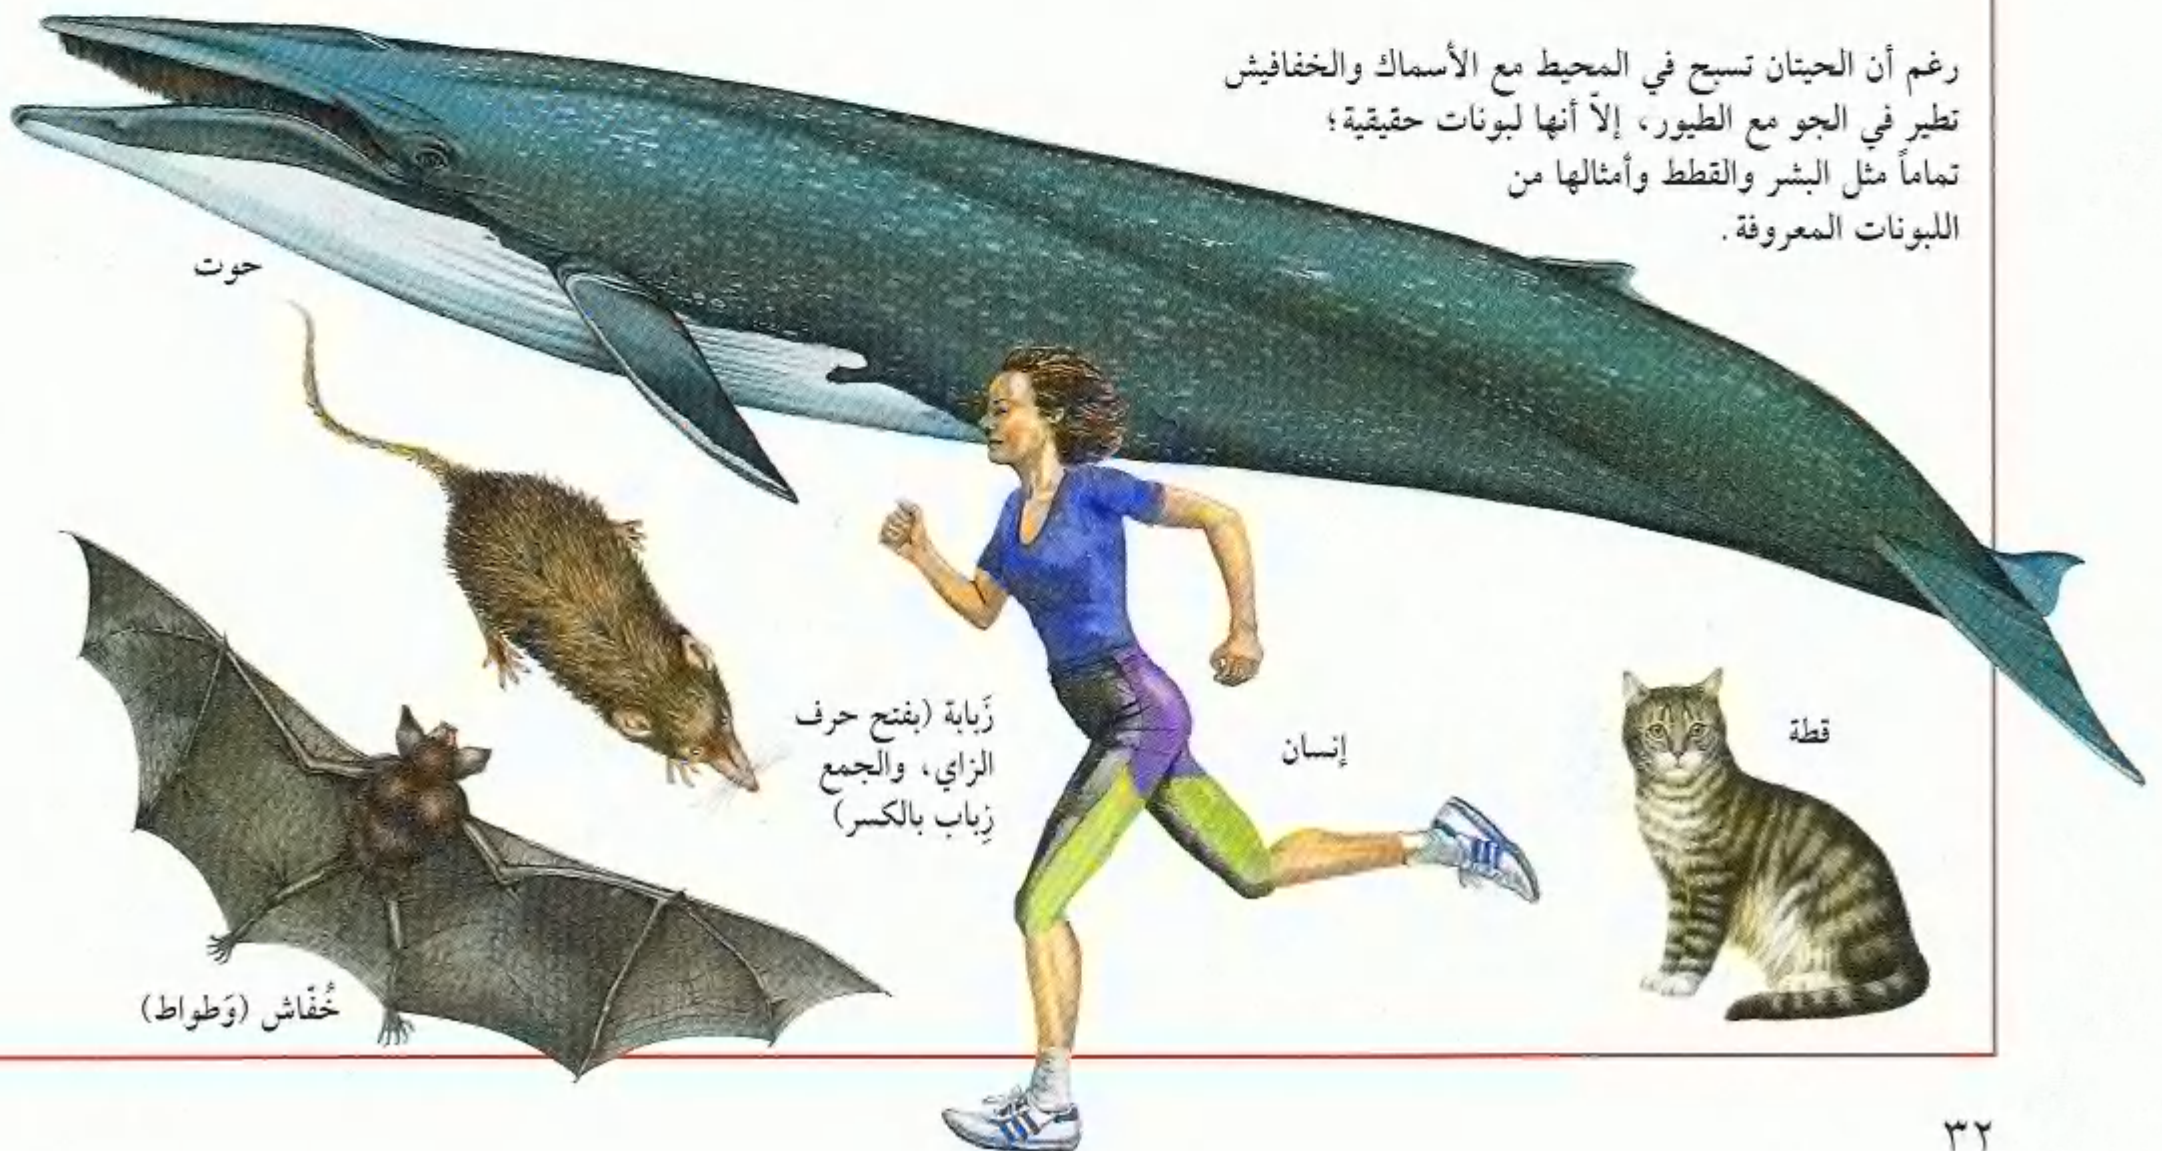 رغم أن الحيتان تسبح في المحيط مع الأسماك والخفافيش
تطير في الجو مع الطيور، إلاّ أنها لبونات حقيقية؛
تماماً مثل البشر والقطط وأمثالها من
اللبونات المعروفة.
حوت
زَبابة (بفتح حرف
الزاي، والجمع
زِباب بالكسر)
إنسان
قطة
خُفّاش (وَطواط)
٣٢